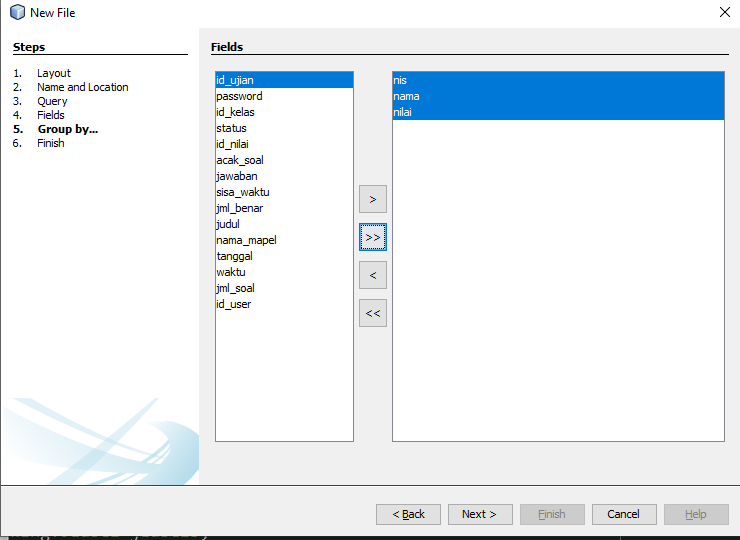 New File
Steps
1. Layout
2. Name and Location
3. Query
4. Fields
5. Group by...
6. Finish
Fields
id_ujian
password
id_kelas
status
id_nilai
acak_soal
jawaban
sisa_waktu
jml_benar
judul
nama_mapel
tanggal
waktu
jml_soal
id_user
>
>>
<
<<
nis
nama
nilai
< Back
Next >
Finish
Cancel
Help